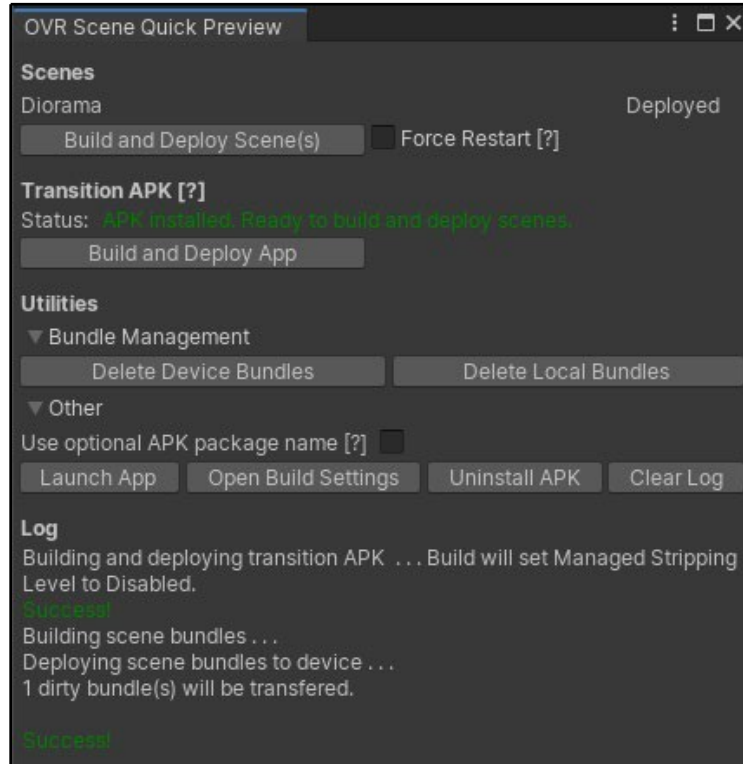 OVR Scene Quick Preview
Scenes
Diorama Deployed
Build and Deploy Scene(s) Force Restart [?]
Transition APK [?]
Status: APK installed. Ready to build and deploy scenes.
Build and Deploy App
Utilities
Bundle Management
Delete Device Bundles Delete Local Bundles
Other
Use optional APK package name [?]
Launch App Open Build Settings Uninstall APK Clear Log
Log
Building and deploying transition APK . . . Build will set Managed Stripping
Level to Disabled.
Success!
Building scene bundles . . .
Deploying scene bundles to device . . .
1 dirty bundle(s) will be transfered.
Success!